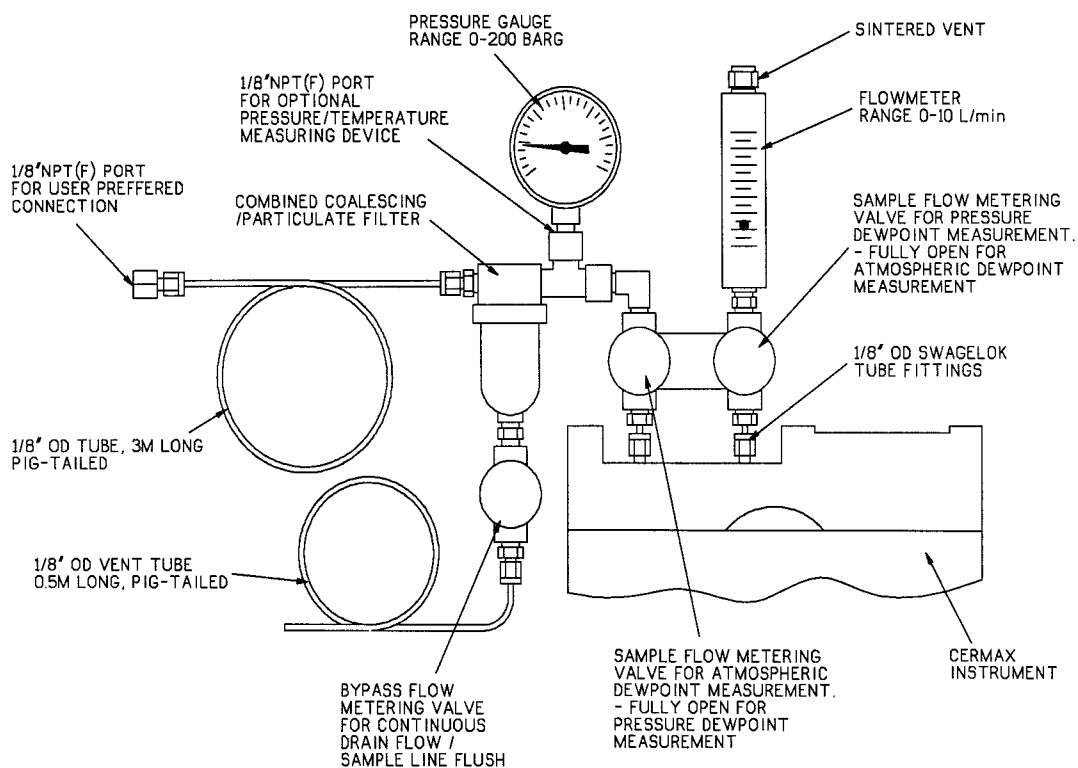 PRESSURE GAUGE
RANGE 0-200 BARG
SINTERED VENT
1/8"NPT(F) PORT
FOR OPTIONAL
PRESSURE/TEMPERATURE
MEASURING DEVICE
FLOWMETER
RANGE 0-10 L/min
1/8"NPT(F) PORT
FOR USER PREFFERED
CONNECTION
COMBINED COALESCING
/PARTICULATE FILTER
SAMPLE FLOW METERING
VALVE FOR PRESSURE
DEWPOINT MEASUREMENT.
- FULLY OPEN FOR
ATMOSPHERIC DEWPOINT
MEASUREMENT
1/8" OD SWAGELOK
TUBE FITTINGS
1/8" OD TUBE, 3M LONG
PIG-TAILED
1/8" OD VENT TUBE
0.5M LONG, PIG-TAILED
BYPASS FLOW
METERING VALVE
FOR CONTINUOUS
DRAIN FLOW /
SAMPLE LINE FLUSH
SAMPLE FLOW METERING
VALVE FOR ATMOSPHERIC
DEWPOINT MEASUREMENT.
- FULLY OPEN FOR
PRESSURE DEWPOINT
MEASUREMENT
CERMAX
INSTRUMENT